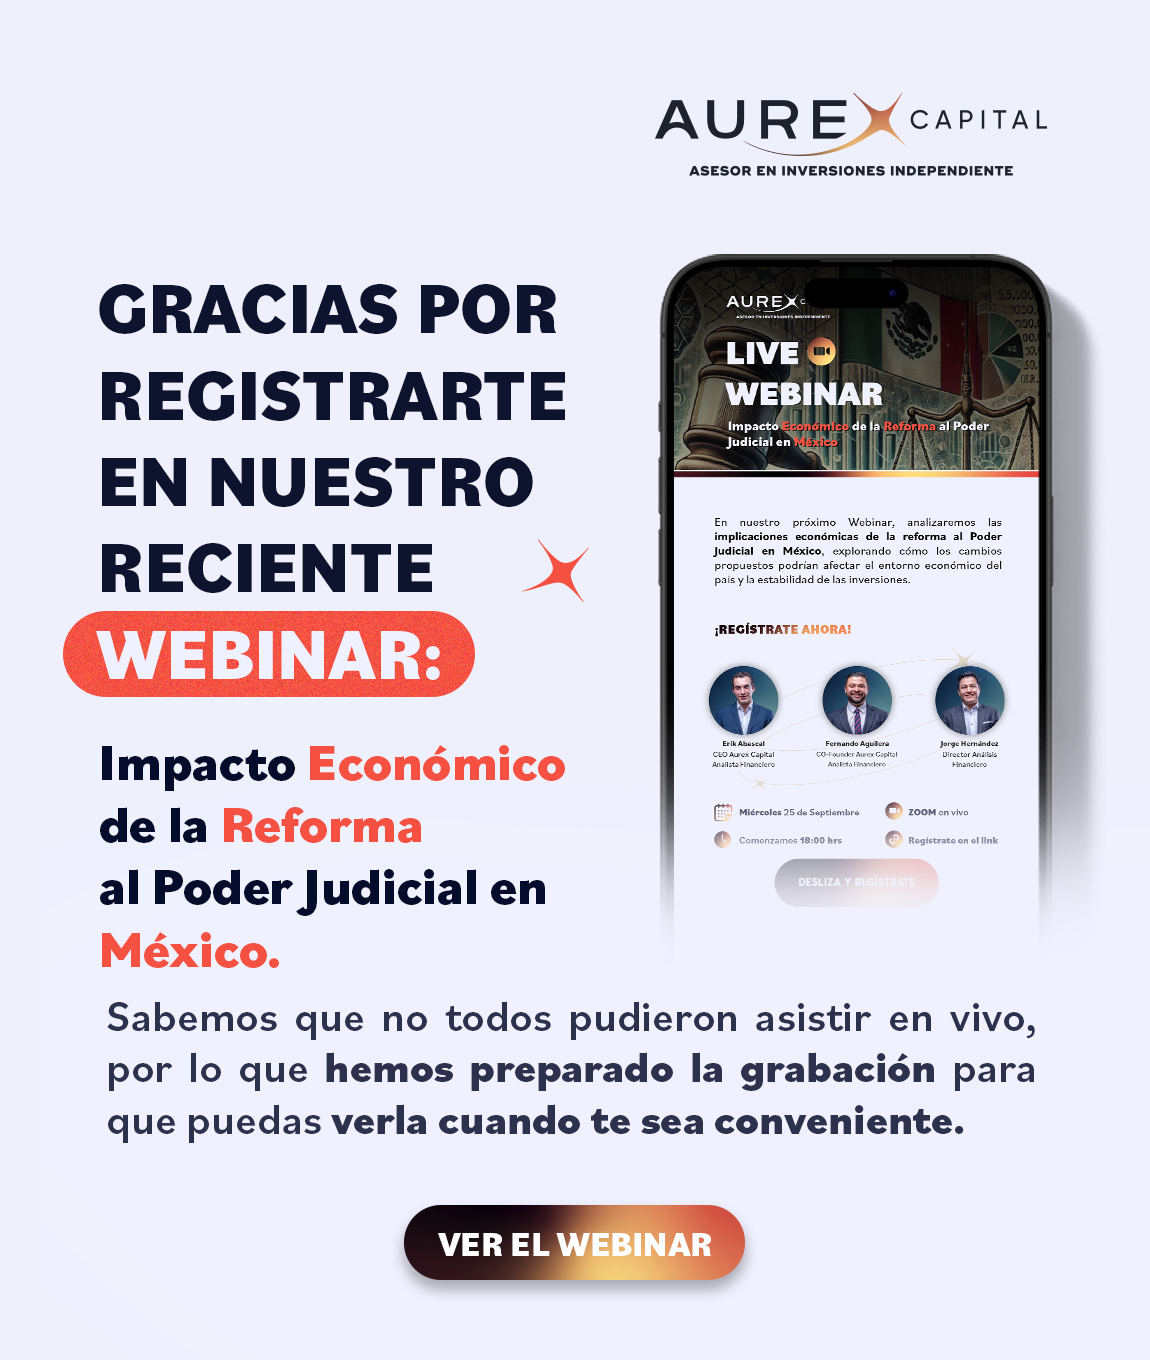 AUREX CAPITAL
ASESOR EN INVERSIONES INDEPENDIENTE
GRACIAS POR
REGISTRARTE
EN NUESTRO
RECIENTE
WEBINAR:
Impacto Económico
de la Reforma
al Poder Judicial en
México.
AUREX C
ASESOR EN INVERSIONES INDEPENDIENTE
LIVE
WEBINAR
Impacto Económico de la Reforma al Poder
Judicial en México
En nuestro próximo Webinar, analizaremos las
implicaciones económicas de la reforma al Poder
Judicial en México, explorando cómo los cambios
propuestos podrían afectar el entorno económico del
país y la estabilidad de las inversiones.
¡REGÍSTRATE AHORA!
Erik Abascal
CEO Aurex Capital
Analista Financiero
Fernando Aguilera
CO-Founder Aurex Capital
Analista Financiero
Jorge Hernández
Director Análisis
Financiero
Miércoles 25 de Septiembre
ZOOM en vivo
Comenzamos 18:00 hrs
Regístrate en el link
DESLIZA Y REGÍSTRATE
Sabemos que no todos pudieron asistir en vivo,
por lo que hemos preparado la grabación para
que puedas verla cuando te sea conveniente.
VER EL WEBINAR